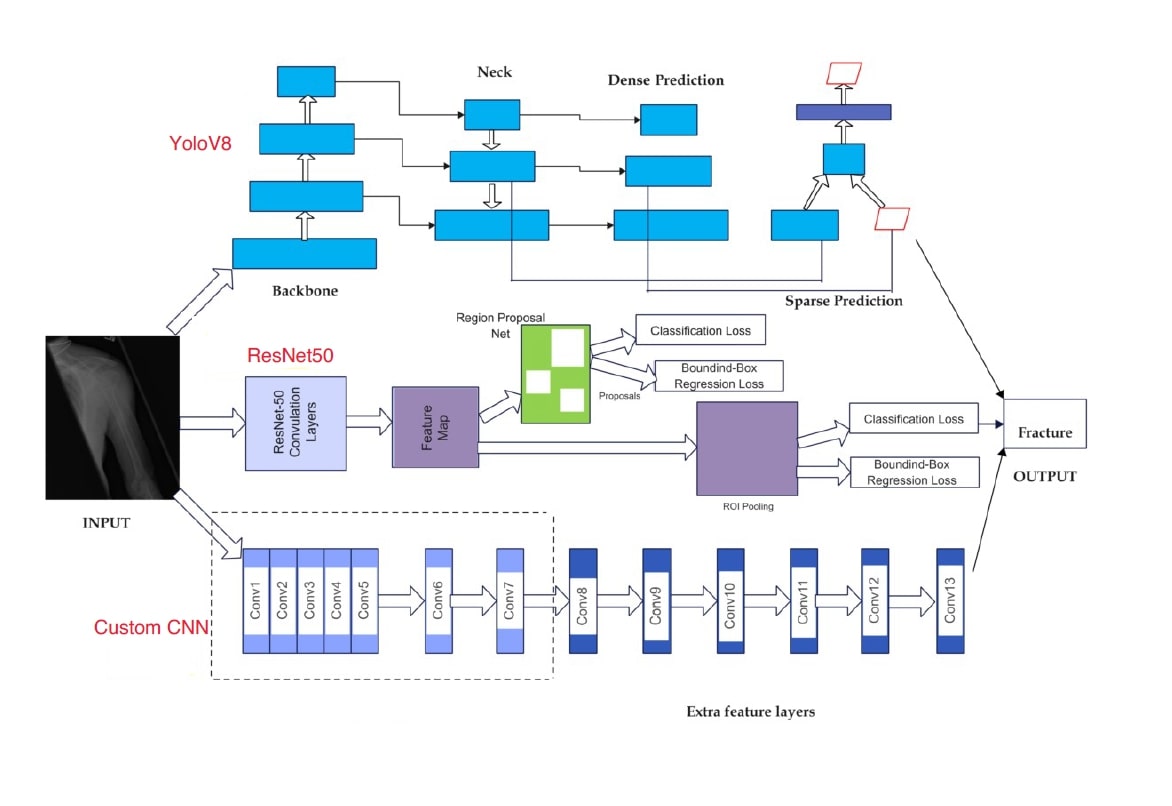 Neck
Dense Prediction
YoloV8
Backbone
Sparse Prediction
Region Proposal
Net
Classification Loss
Boundind-Box
Regression Loss
Proposals
ResNet50
ResNet-50
Convulation
Layers
Feature
Map
Classification Loss
Boundind-Box
Regression Loss
ROI Pooling
Fracture
OUTPUT
INPUT
Custom CNN
Conv1
Conv2
Conv3
Conv4
Conv5
Conv6
Conv7
Conv8
Conv9
Conv10
Conv11
Conv12
Conv13
Extra feature layers